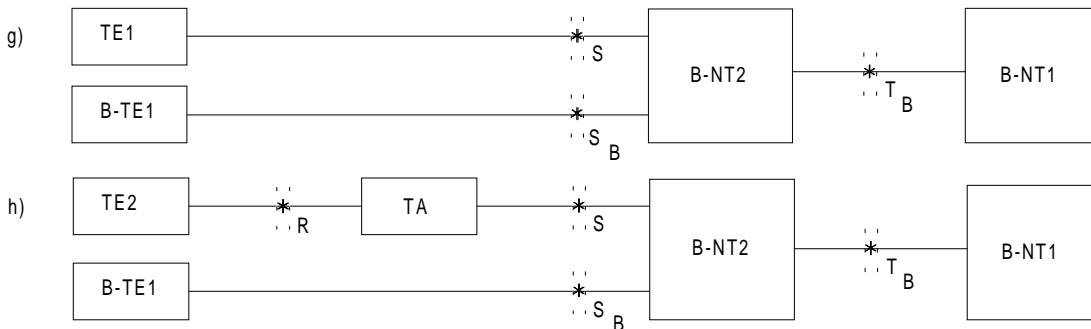 g)
TE1
S
B-NT2
B-NT1
T B
B-TE1
S B
h)
TE2
R
TA
S
B-NT2
B-NT1
T B
B-TE1
S B